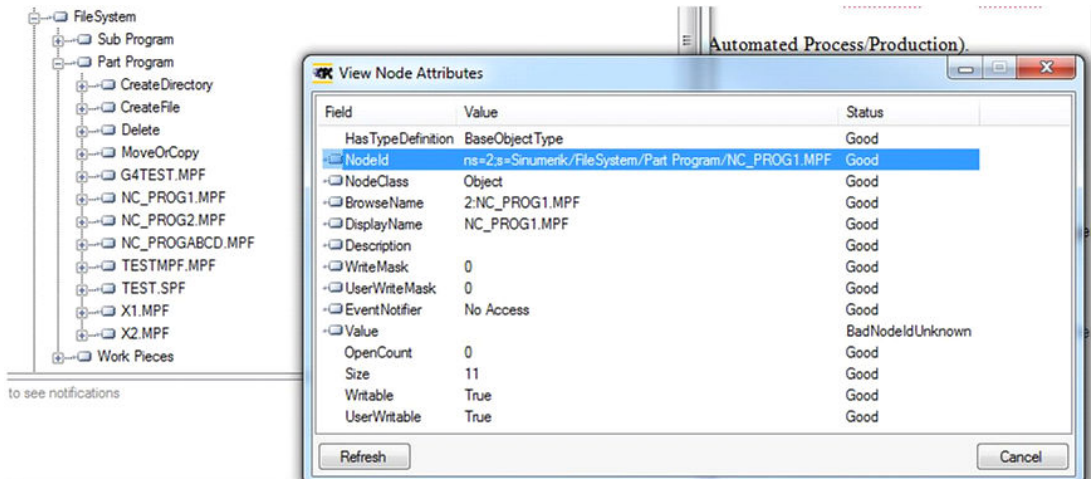 FileSystem
Sub Program
Part Program
CreateDirectory
CreateFile
Delete
MoveOrCopy
G4TEST.MPF
NC_PROG1.MPF
NC_PROG2.MPF
NC_PROGABCD.MPF
TESTMPF.MPF
TEST.SPF
X1.MPF
X2.MPF
Work Pieces
to see notifications
Automated Process/Production).
View Node Attributes
Field Value Status
HasTypeDefinition BaseObjectType Good
NodeId ns=2;s=Sinumerik/FileSystem/Part Program/NC_PROG1.MPF Good
NodeClass Object Good
BrowseName 2:NC_PROG1.MPF Good
DisplayName NC_PROG1.MPF Good
Description Good
WriteMask 0 Good
UserWriteMask 0 Good
EventNotifier No Access Good
Value BadNodeIdUnknown
OpenCount 0 Good
Size 11 Good
Writable True Good
UserWritable True Good
Refresh Cancel